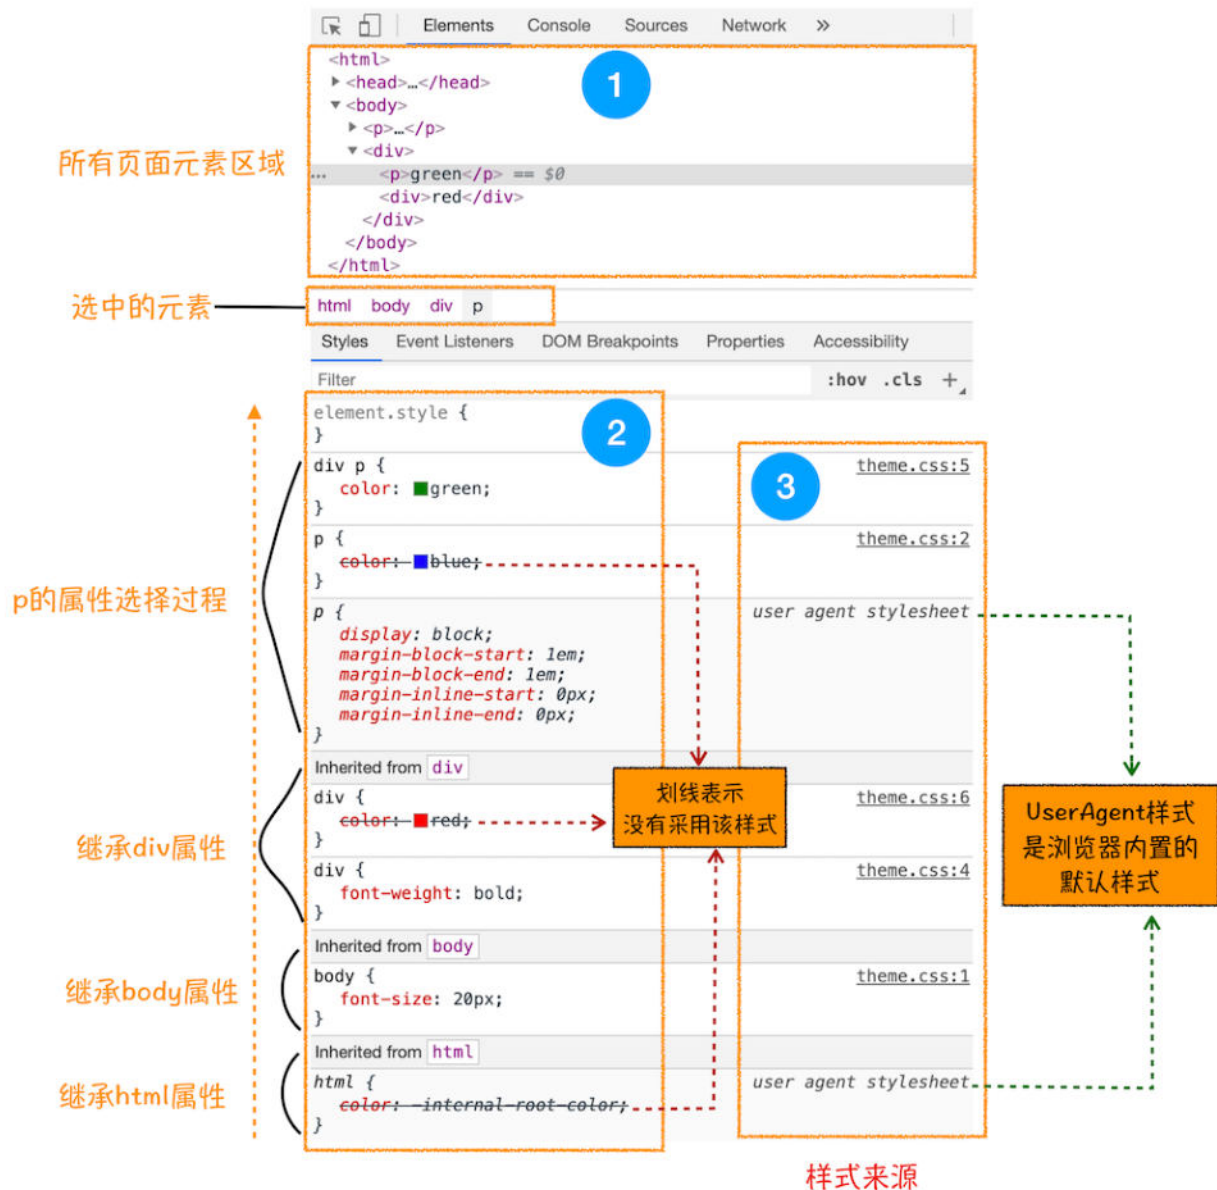 Elements Console Sources Network »
<html>
<head>…</head>
<body>
<p>…</p>
所有页面元素区域
<div>
... <p>green</p> == $0
<div>red</div>
</div>
</body>
</html>
1
选中的元素
html body div p
Styles Event Listeners DOM Breakpoints Properties Accessibility
Filter :hov .cls +
element.style {
}
2
div p { theme.css:5
color: green;
}
3
p { theme.css:2
color: blue;
}
p的属性选择过程
p { user agent stylesheet
display: block;
margin-block-start: 1em;
margin-block-end: 1em;
margin-inline-start: 0px;
margin-inline-end: 0px;
}
Inherited from div
div { theme.css:6
color: red;
}
划线表示
没有采用该样式
UserAgent样式
是浏览器内置的
默认样式
继承div属性
div { theme.css:4
font-weight: bold;
}
Inherited from body
body { theme.css:1
font-size: 20px;
}
继承body属性
Inherited from html
html { user agent stylesheet
color: -internal-root-color;
}
继承html属性
样式来源